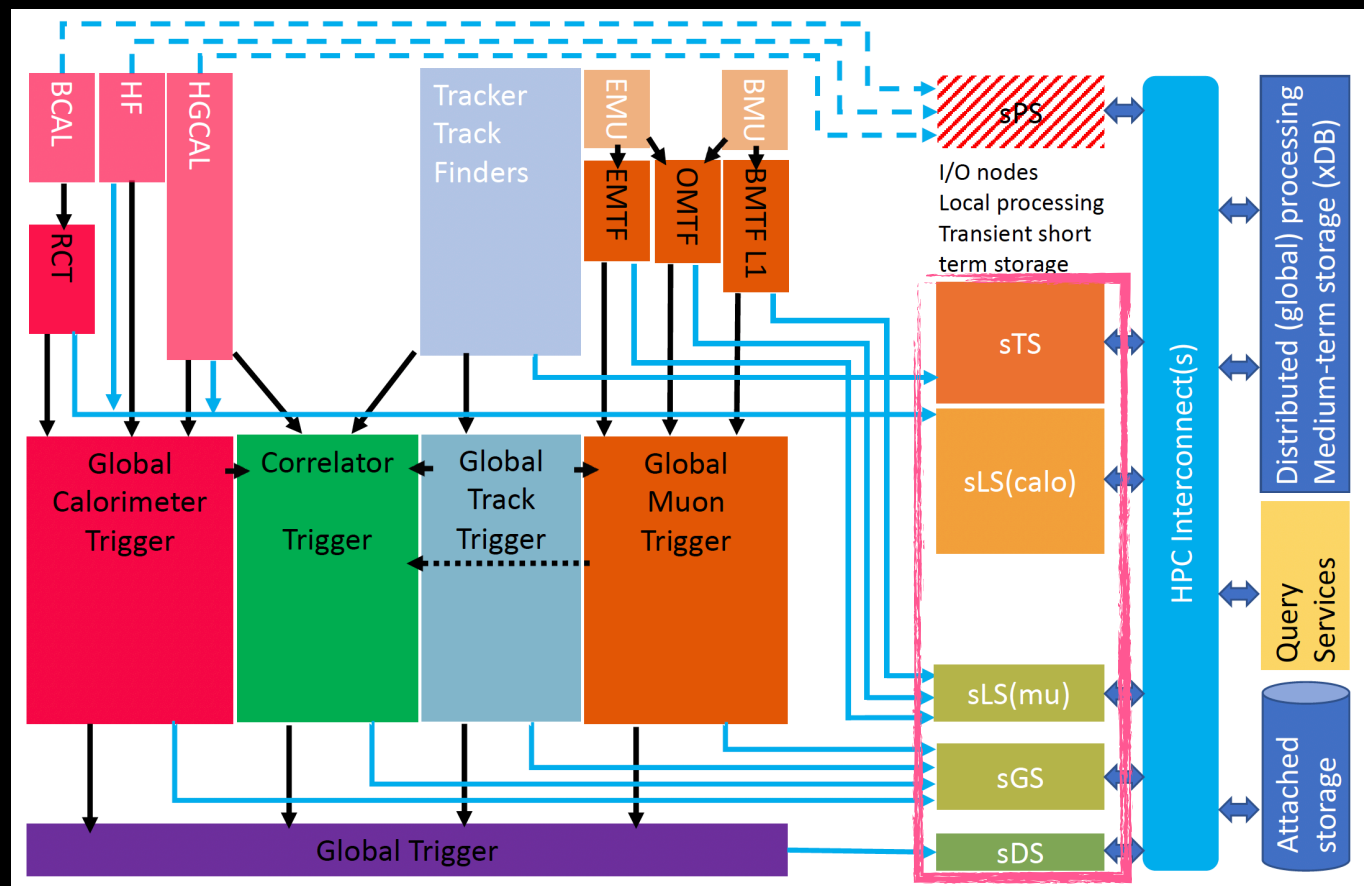 BCAL
HF
HGCAL
Tracker
Track
Finders
EMU
BMU
sPS
RCT
EMTF
OMTF
BMTF L1
I/O nodes
Local processing
Transient short
term storage
sTS
sLS(calo)
sLS(mu)
sGS
sDS
HPC Interconnect(s)
Distributed (global) processing
Medium-term storage (xDB)
Query
Services
Attached
storage
Global
Calorimeter
Trigger
Correlator
Trigger
Global
Track
Trigger
Global
Muon
Trigger
Global Trigger